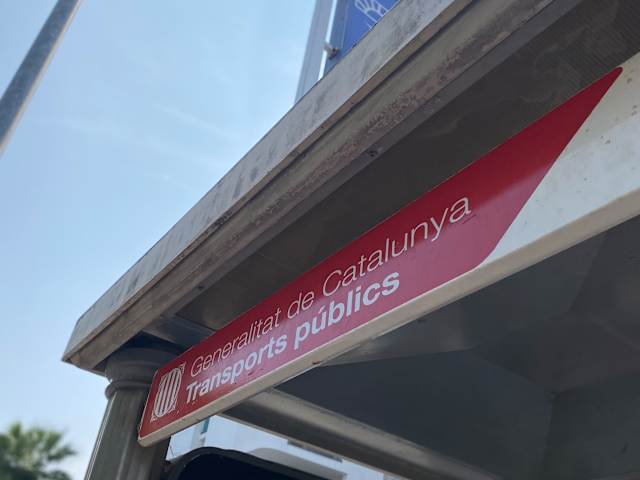 Generalitat de Catalunya
Transports públics